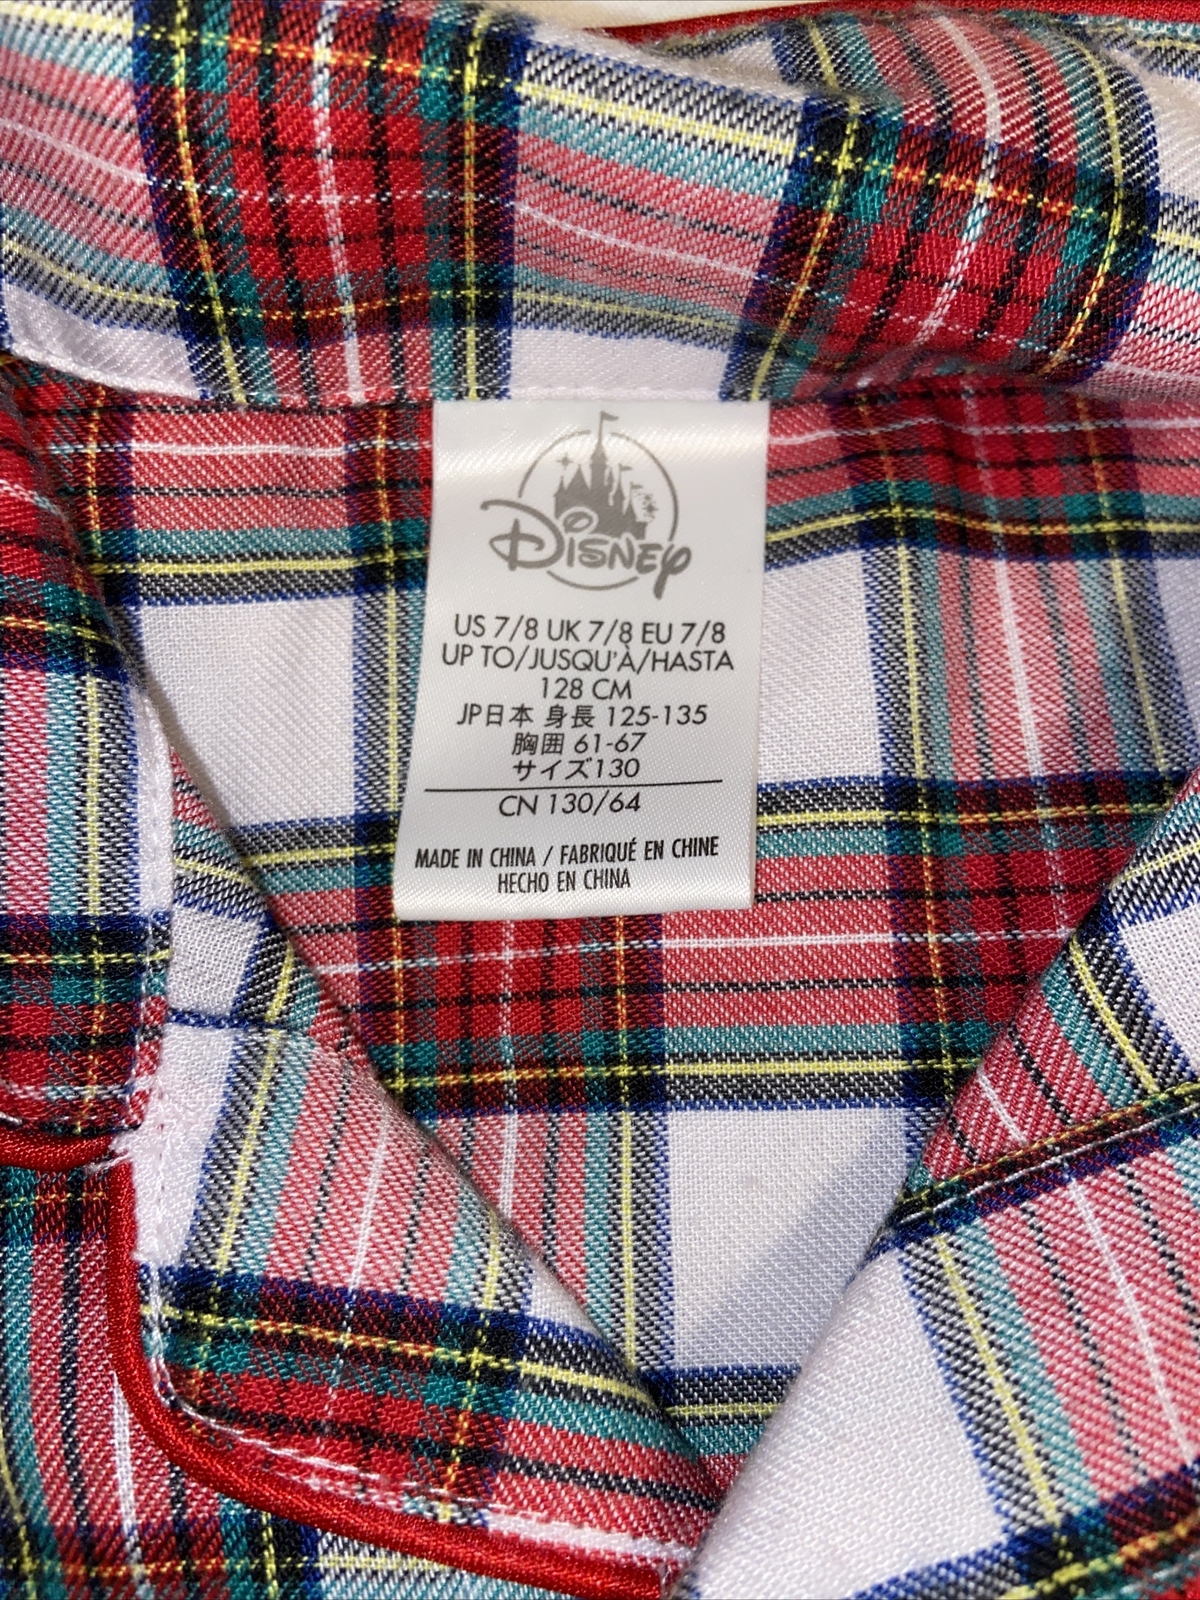 Disney
US 7/8 UK 7/8 EU 7/8
UP TO/JUSQU'À/HASTA
128 CM
JP日本 身長 125-135
胸囲 61-67
サイズ130
CN 130/64
MADE IN CHINA / FABRIQUÉ EN CHINE
HECHO EN CHINA